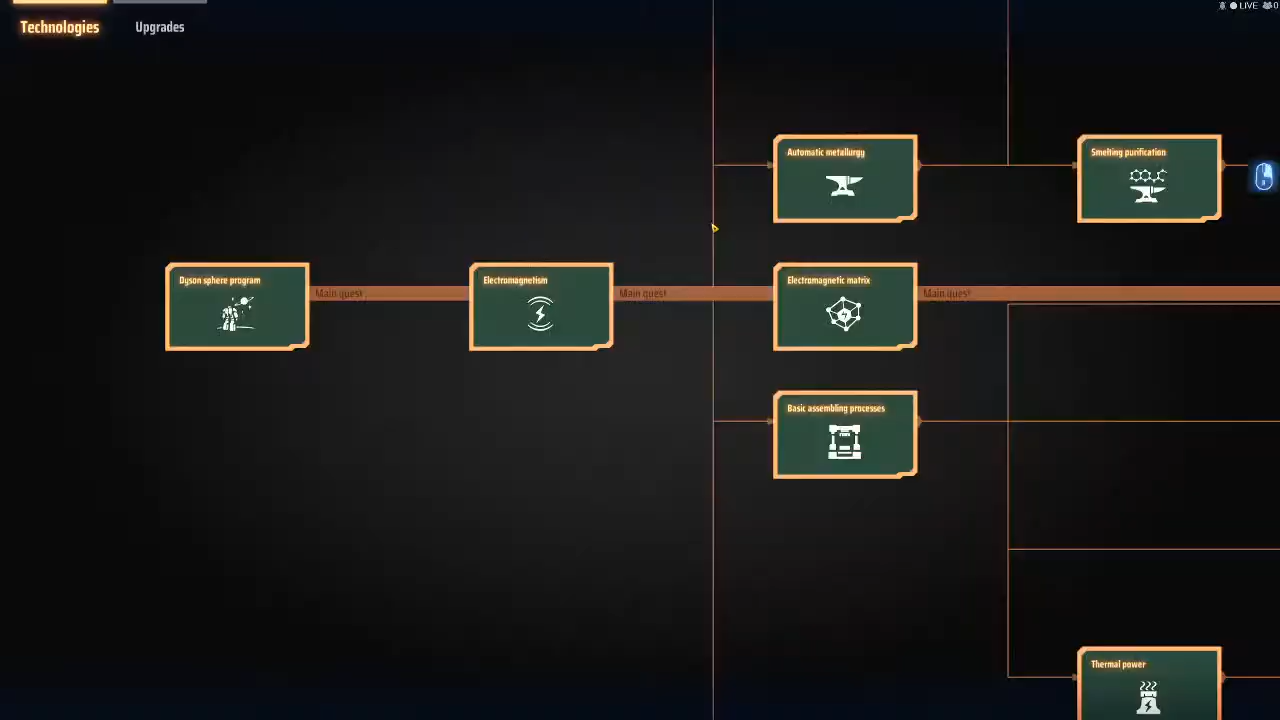 LIVE 0
Technologies
Upgrades
Automatic metallurgy
Smelting purification
Dyson sphere program
Main quest
Electromagnetism
Main quest
Electromagnetic matrix
Main quest
Basic assembling processes
Thermal power